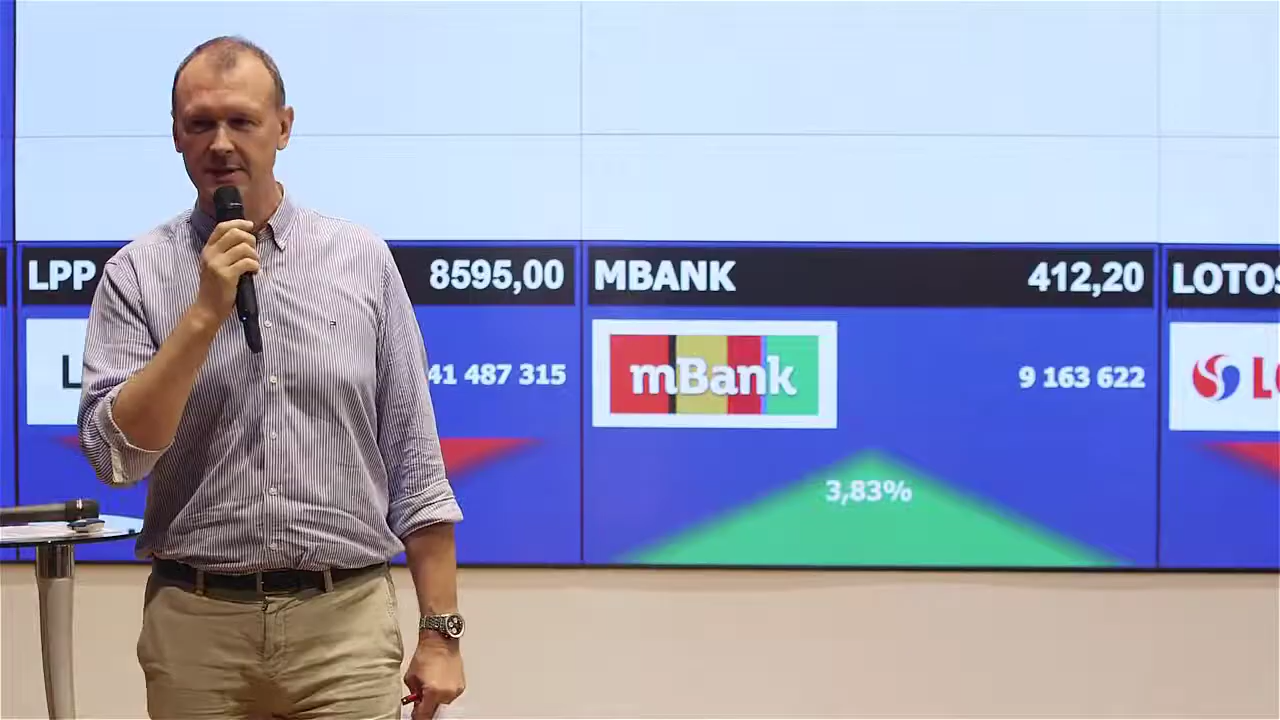 LPP 8595,00
41 487 315
MBANK 412,20
mBank 9 163 622
3,83%
LOTOS